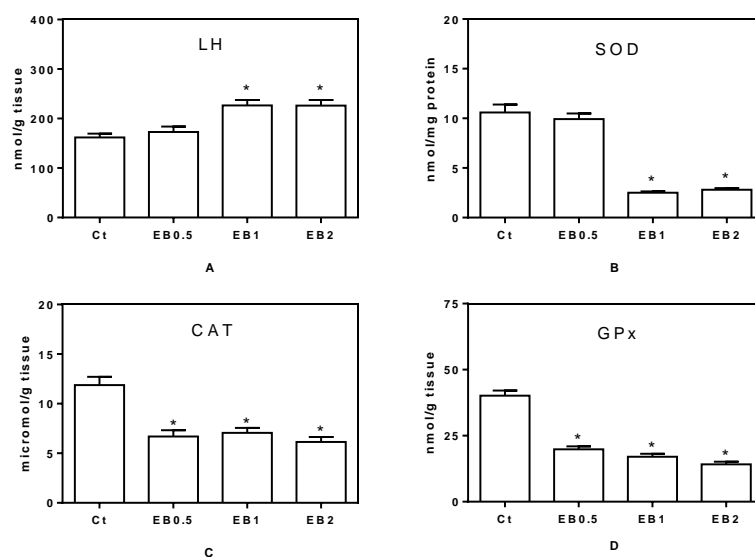 LH
nmol/g tissue
400
300
200
100
0
*
*
Ct
EB0.5
EB1
EB2
A
SOD
nmol/mg protein
20
15
10
5
0
*
*
Ct
EB0.5
EB1
EB2
B
CAT
micromol/g tissue
20
15
10
5
0
*
*
*
Ct
EB0.5
EB1
EB2
C
GPx
nmol/g tissue
75
50
25
0
*
*
*
Ct
EB0.5
EB1
EB2
D